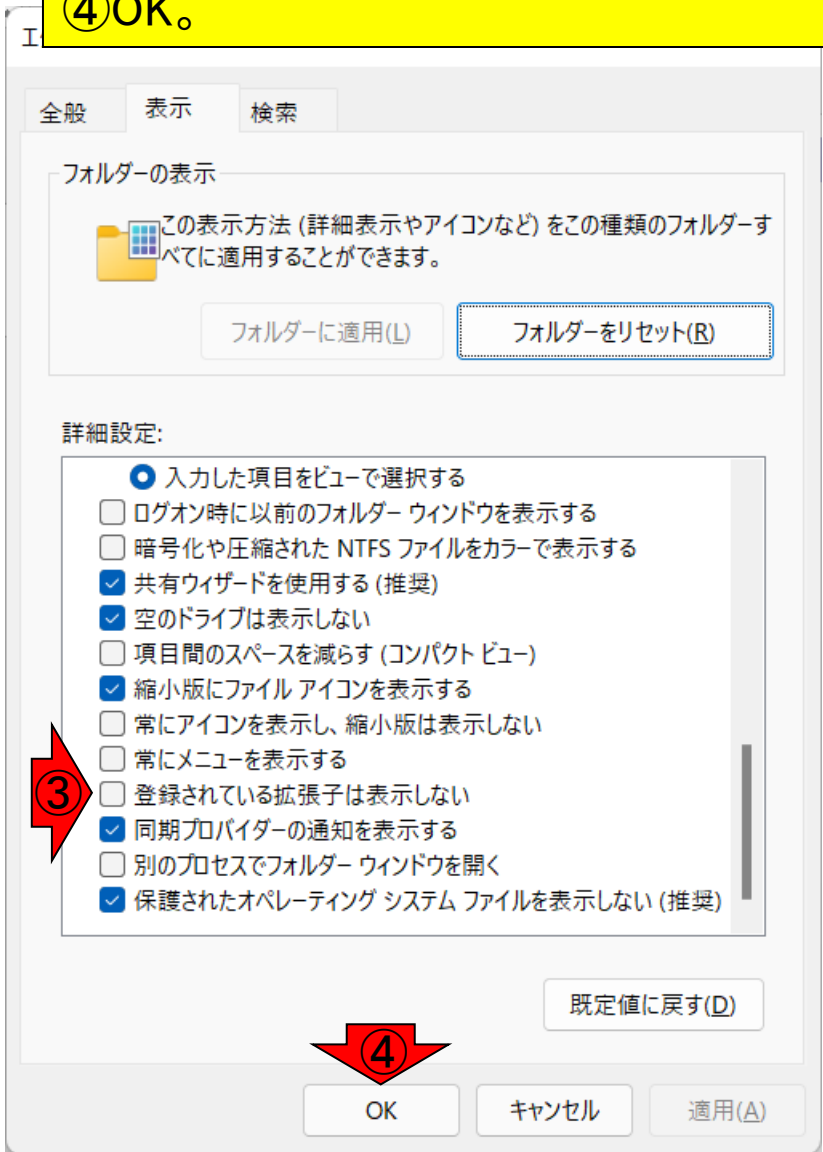 ④OK。
全般 表示 検索
フォルダーの表示
この表示方法 (詳細表示やアイコンなど) をこの種類のフォルダーす
べてに適用することができます。
フォルダーに適用(L) フォルダーをリセット(R)
詳細設定:
入力した項目をビューで選択する
ログオン時に以前のフォルダー ウィンドウを表示する
暗号化や圧縮された NTFS ファイルをカラーで表示する
共有ウィザードを使用する (推奨)
空のドライブは表示しない
項目間のスペースを減らす (コンパクト ビュー)
縮小版にファイル アイコンを表示する
常にアイコンを表示し、縮小版は表示しない
常にメニューを表示する
③ 登録されている拡張子は表示しない
同期プロバイダーの通知を表示する
別のプロセスでフォルダー ウィンドウを開く
保護されたオペレーティング システム ファイルを表示しない (推奨)
既定値に戻す(D)
④
OK キャンセル 適用(A)